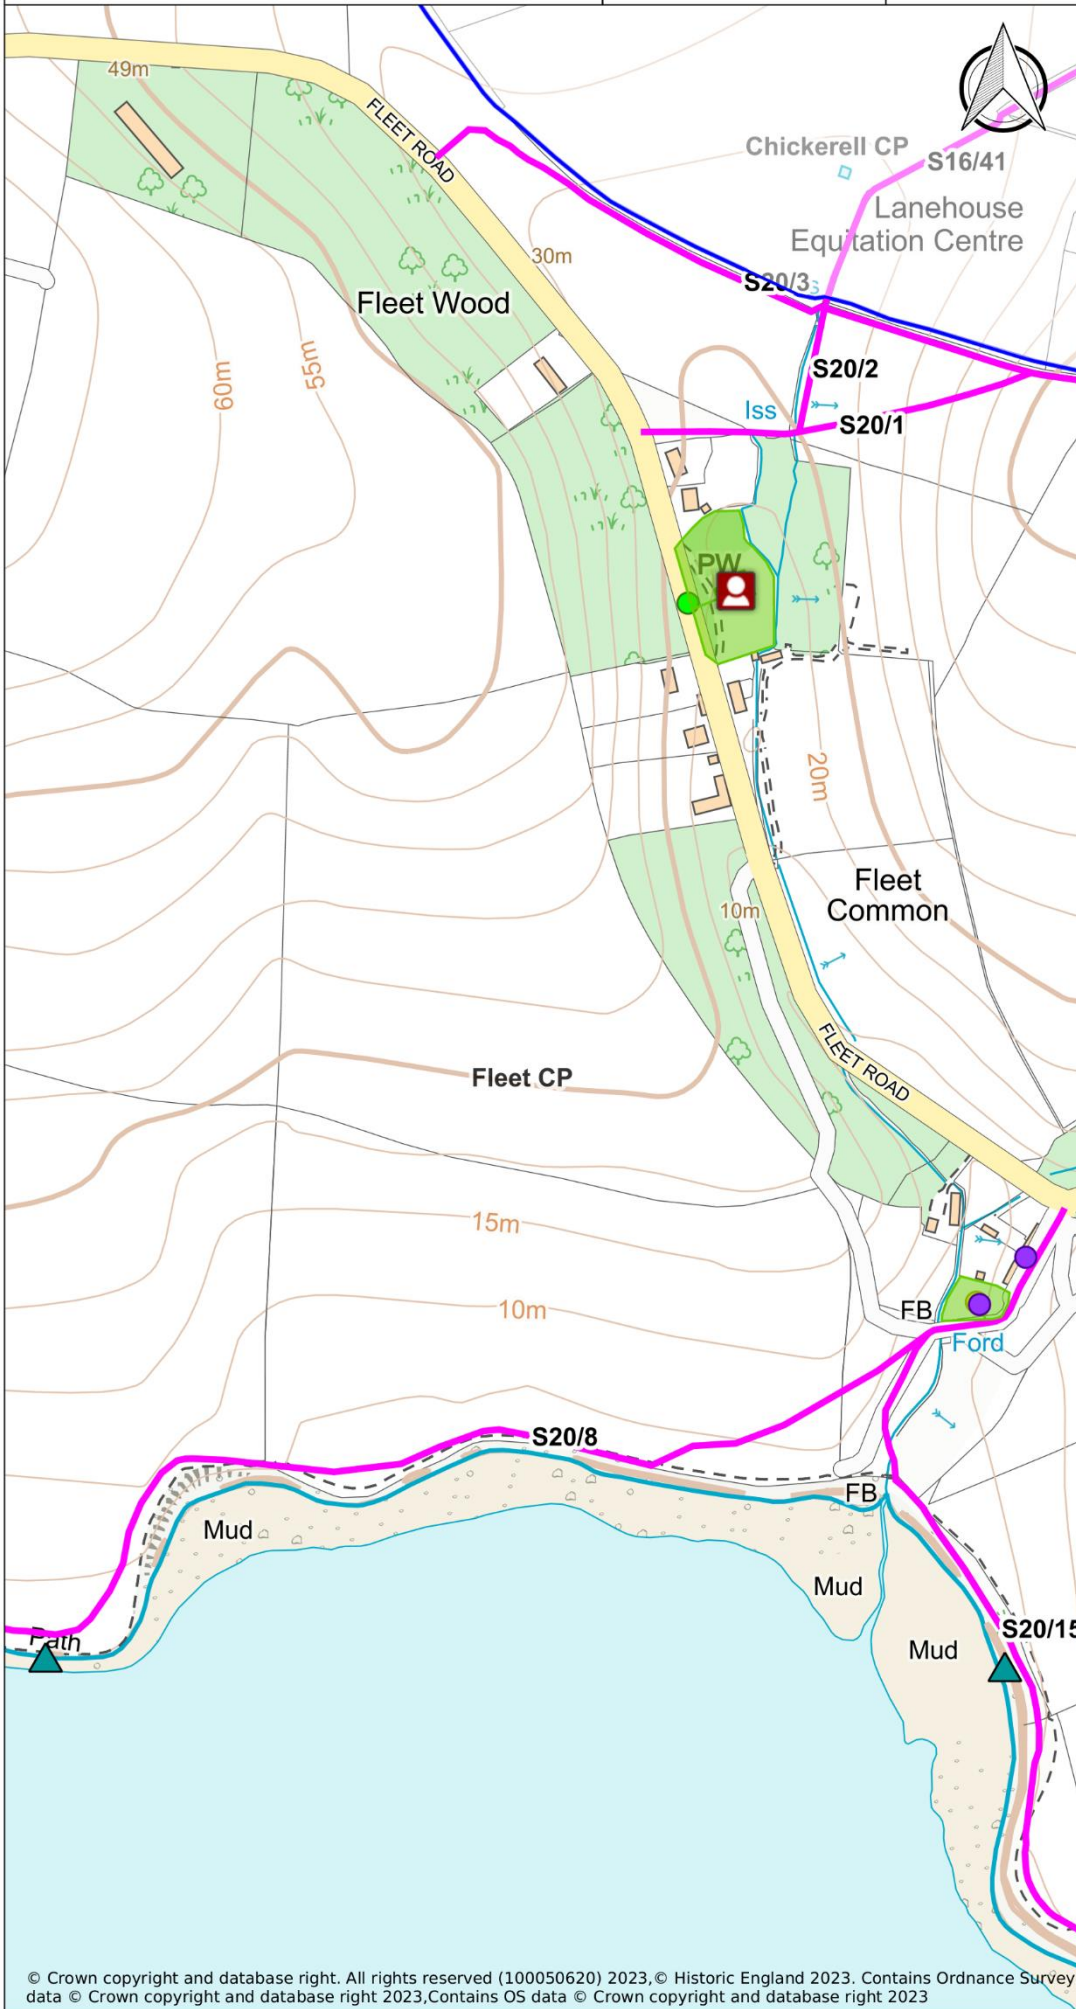 49m
FLEET ROAD
Chickerell CP
S16/41
Lanehouse
Equitation Centre
30m
Fleet Wood
S20/3
S20/2
60m
55m
Iss
S20/1
PW
20m
Fleet
Common
10m
FLEET ROAD
Fleet CP
15m
10m
FB
Ford
S20/8
FB
Mud
Mud
S20/15
Path
Mud
© Crown copyright and database right. All rights reserved (100050620) 2023,© Historic England 2023. Contains Ordnance Survey
data © Crown copyright and database right 2023,Contains OS data © Crown copyright and database right 2023